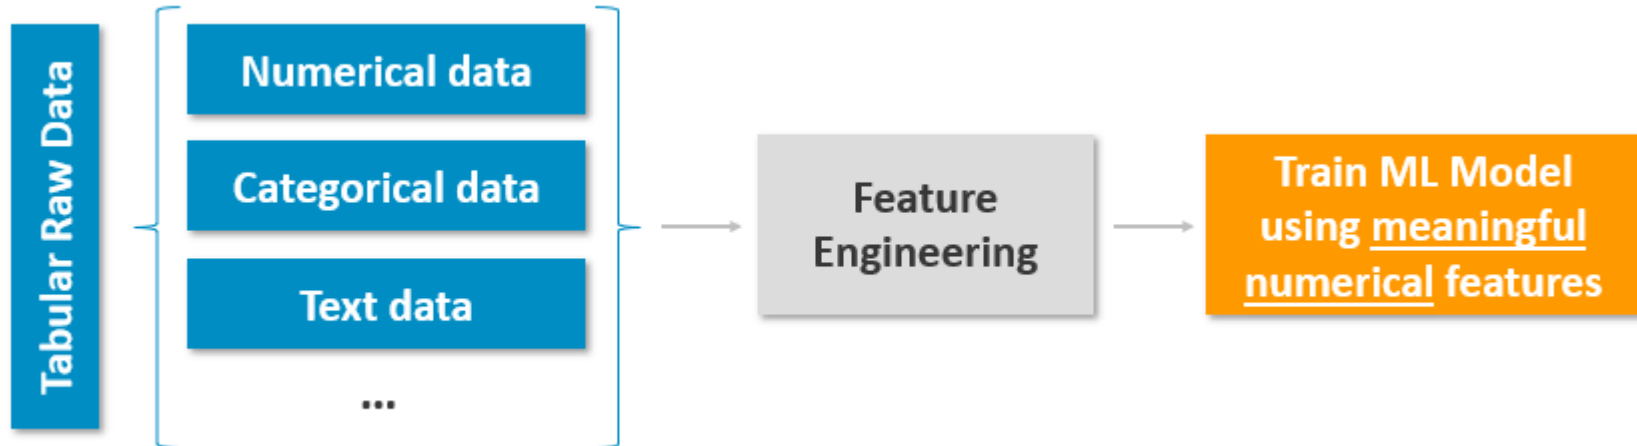 Tabular Raw Data
Numerical data
Categorical data
Text data
...
Feature
Engineering
Train ML Model
using meaningful
numerical features